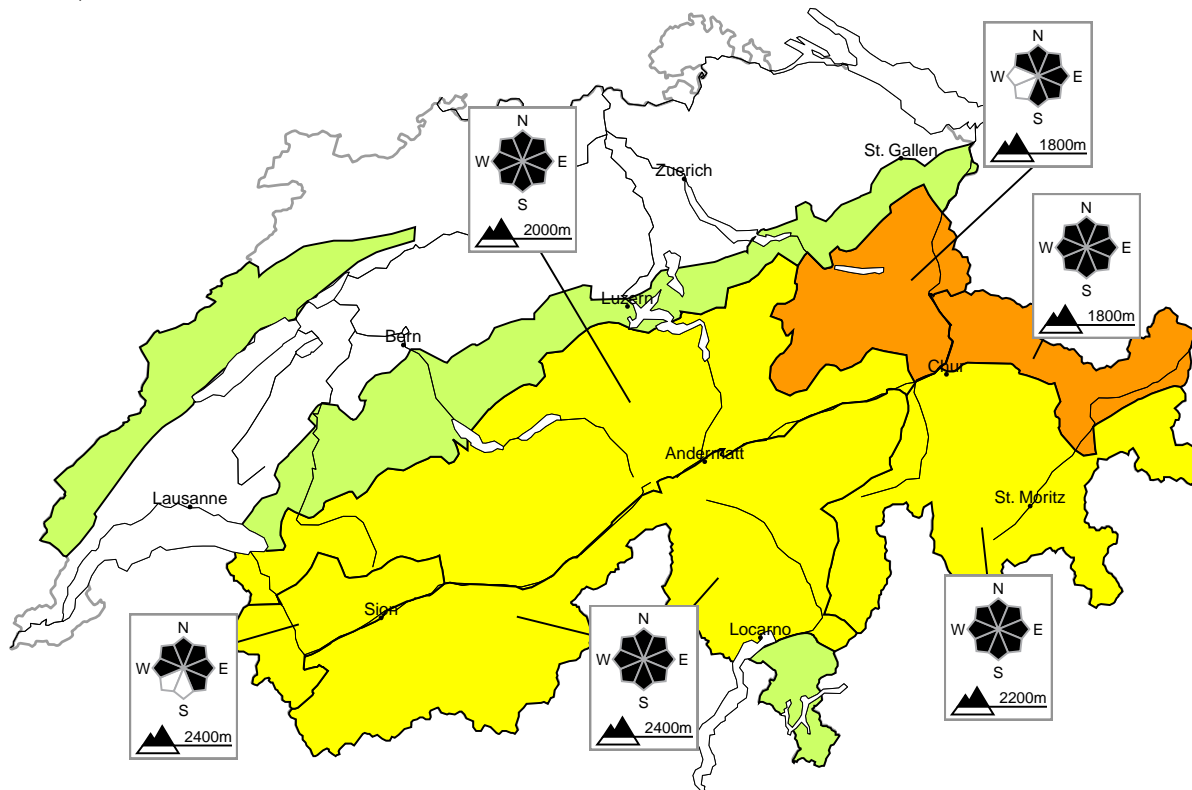 N
W E
S
1800m
St. Gallen
N
W E
S
2000m
Zuerich
N
W E
S
1800m
Luzern
Bern
Chur
Andermatt
Lausanne
St. Moritz
N
W E
S
2200m
Sion
N
W E
S
2400m
Locarno
N
W E
S
2400m